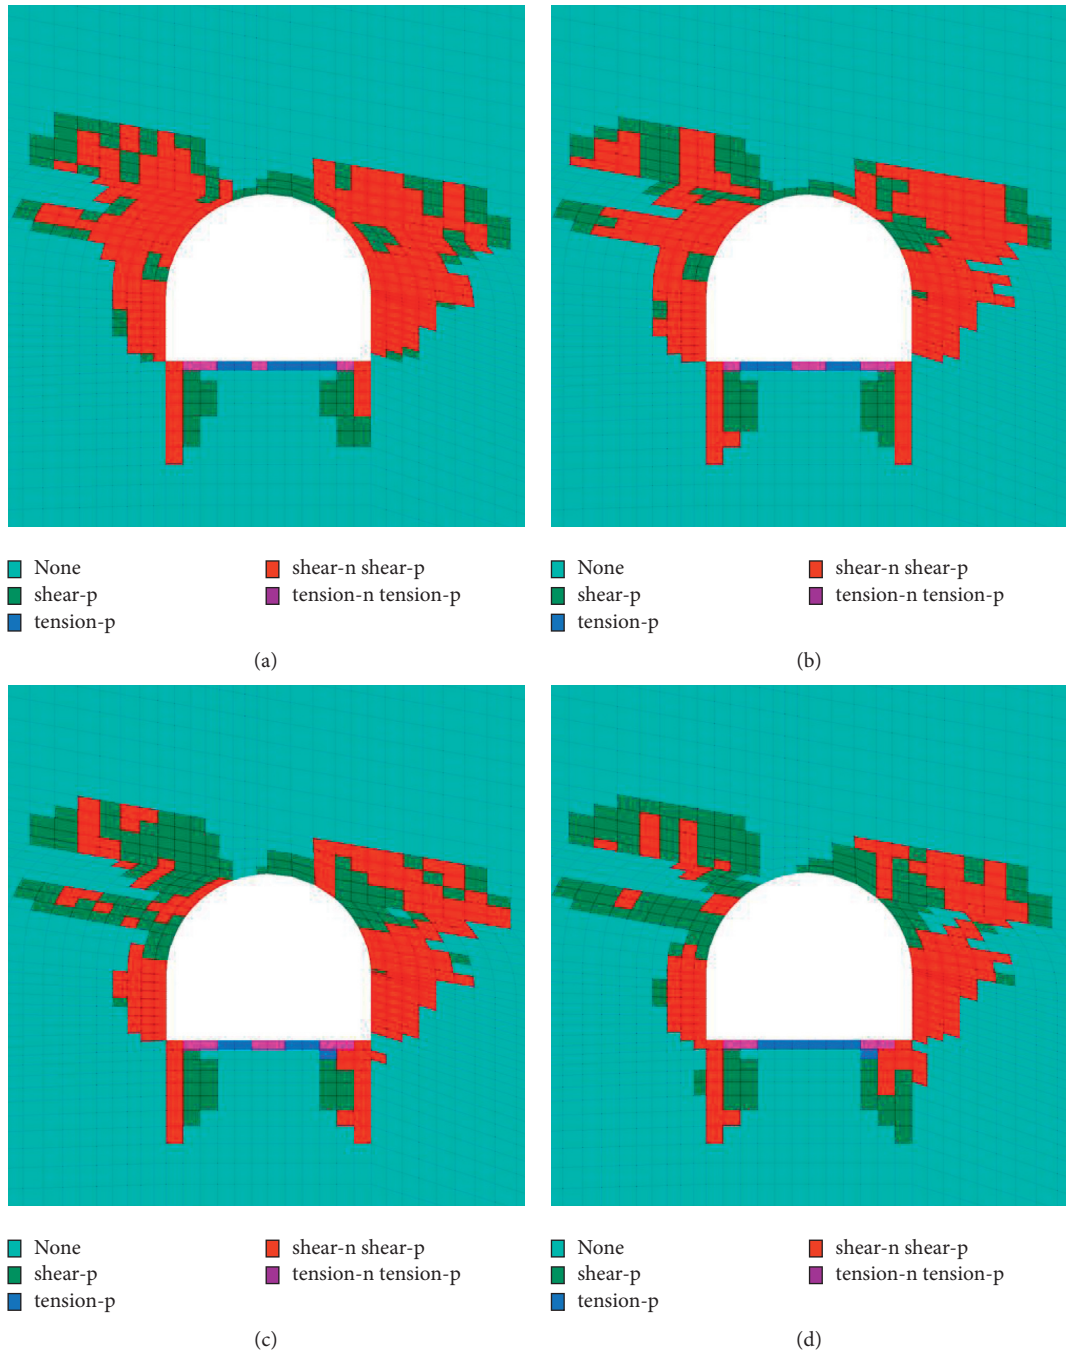 None
shear-n shear-p
shear-p
tension-n tension-p
tension-p
(a)
None
shear-n shear-p
shear-p
tension-n tension-p
tension-p
(b)
None
shear-n shear-p
shear-p
tension-n tension-p
tension-p
(c)
None
shear-n shear-p
shear-p
tension-n tension-p
tension-p
(d)